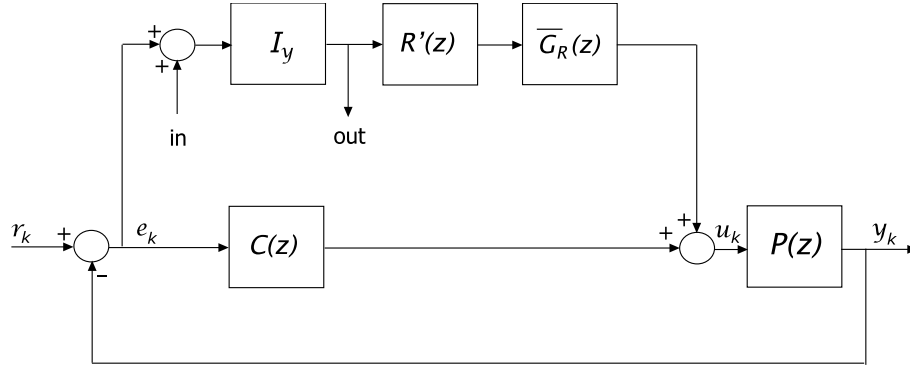 +
+
I_y
R'(z)
G̅_R(z)
in
out
r_k
+
−
e_k
C(z)
+
+
u_k
P(z)
y_k